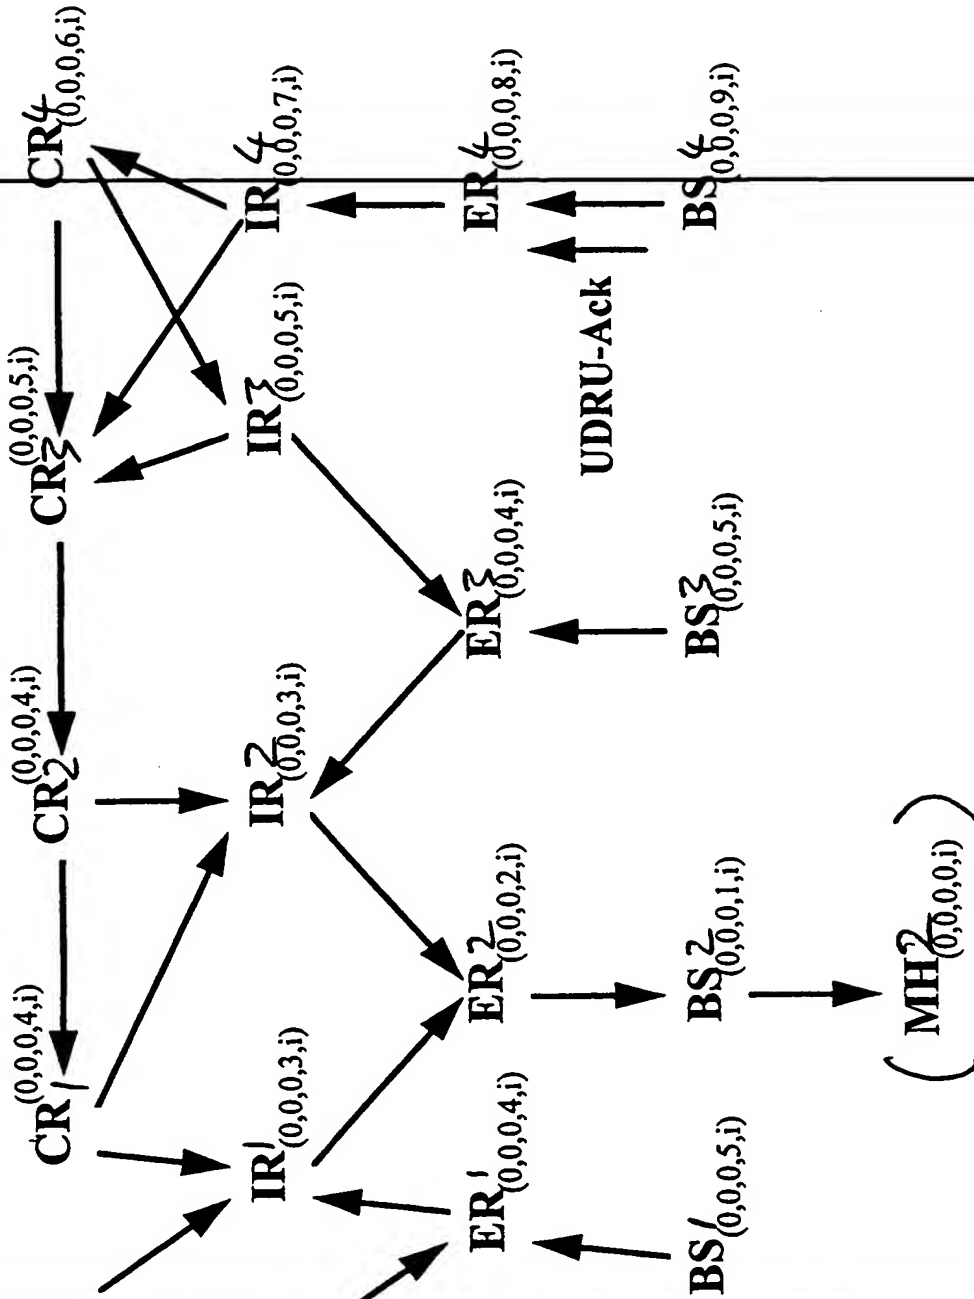 CR1 (0,0,0,4,i)
CR2 (0,0,0,4,i)
CR3 (0,0,0,5,i)
CR4 (0,0,0,6,i)
IR1 (0,0,0,3,i)
IR2 (0,0,0,3,i)
IR3 (0,0,0,5,i)
IR4 (0,0,0,7,i)
ER1 (0,0,0,4,i)
ER2 (0,0,0,2,i)
ER3 (0,0,0,4,i)
ER4 (0,0,0,8,i)
UDRU-Ack
BS1 (0,0,0,5,i)
BS2 (0,0,0,1,i)
BS3 (0,0,0,5,i)
BS4 (0,0,0,9,i)
(MH2 (0,0,0,0,i))